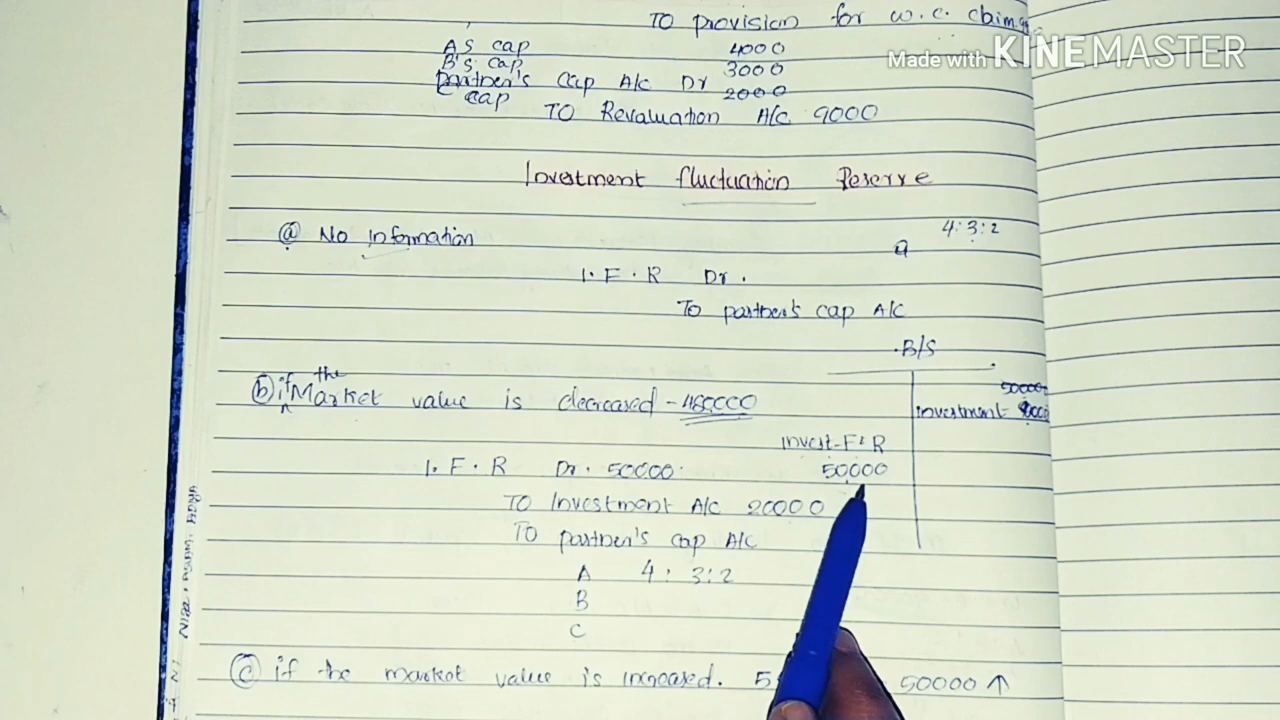 TO provision for w.c. claim
Made with KINEMASTER
A's cap 4000
B's cap 3000
partner's cap A/c Dr 2000
cap
TO Revaluation A/c 9000
Investment fluctuation Reserve
(a) No information 4:3:2
I.F.R Dr.
To partner's cap A/c
B/S
the
(b) if Market value is decreased - 480000 50000
investment
Invest-F.R
I.F.R Dr. 50000 50000
TO Investment A/c 20000
TO partner's cap A/c
A 4:3:2
B
C
(c) if the market value is increased. 50000 ↑